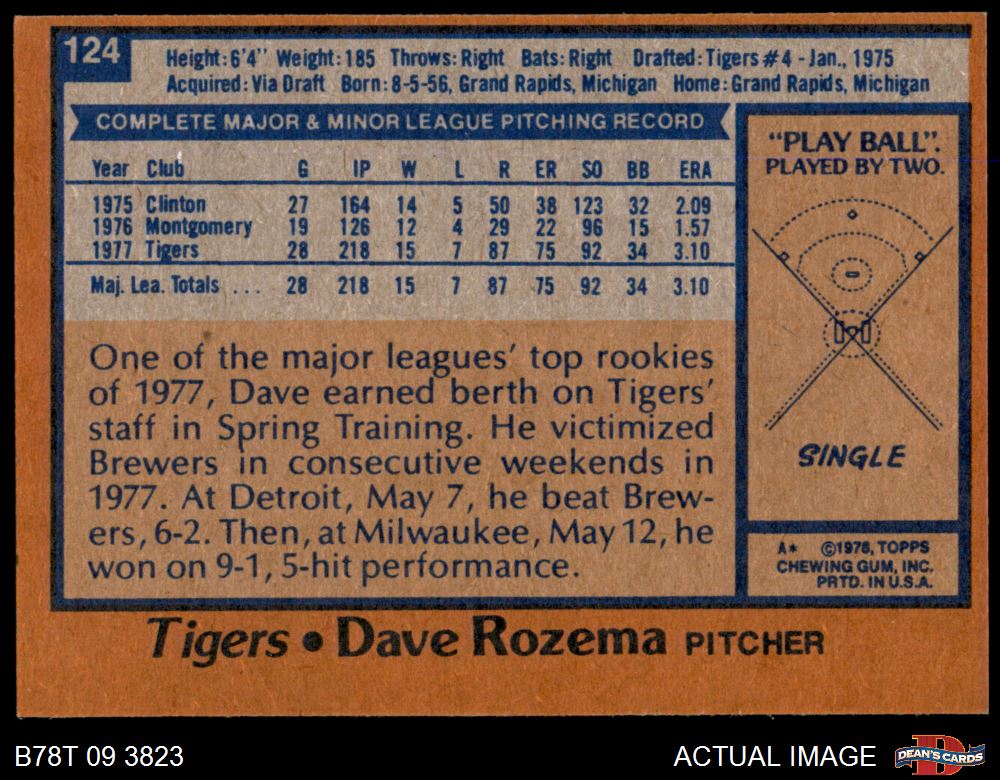 124
Height: 6'4" Weight: 185 Throws: Right Bats: Right Drafted: Tigers #4 - Jan., 1975
Acquired: Via Draft Born: 8-5-56, Grand Rapids, Michigan Home: Grand Rapids, Michigan
COMPLETE MAJOR & MINOR LEAGUE PITCHING RECORD
Year Club G IP W L R ER SO BB ERA
1975 Clinton 27 164 14 5 50 38 123 32 2.09
1976 Montgomery 19 126 12 4 29 22 96 15 1.57
1977 Tigers 28 218 15 7 87 75 92 34 3.10
Maj. Lea. Totals ... 28 218 15 7 87 75 92 34 3.10
One of the major leagues' top rookies
of 1977, Dave earned berth on Tigers'
staff in Spring Training. He victimized
Brewers in consecutive weekends in
1977. At Detroit, May 7, he beat Brew-
ers, 6-2. Then, at Milwaukee, May 12, he
won on 9-1, 5-hit performance.
"PLAY BALL".
PLAYED BY TWO.
SINGLE
A* ©1978, TOPPS
CHEWING GUM, INC.
PRTD. IN U.S.A.
Tigers • Dave Rozema PITCHER
B78T 09 3823
ACTUAL IMAGE
DEAN'S CARDS